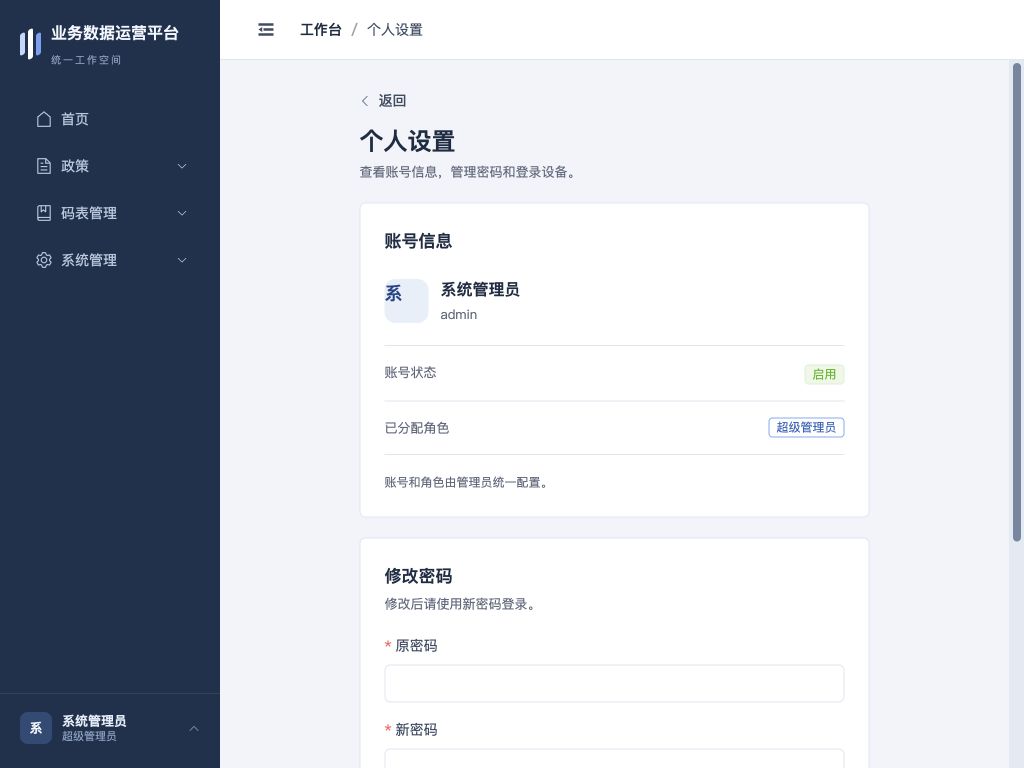 业务数据运营平台
统一工作空间
首页
政策
码表管理
系统管理
系
系统管理员
超级管理员
工作台 / 个人设置
返回
个人设置
查看账号信息，管理密码和登录设备。
账号信息
系
系统管理员
admin
账号状态
启用
已分配角色
超级管理员
账号和角色由管理员统一配置。
修改密码
修改后请使用新密码登录。
* 原密码
* 新密码